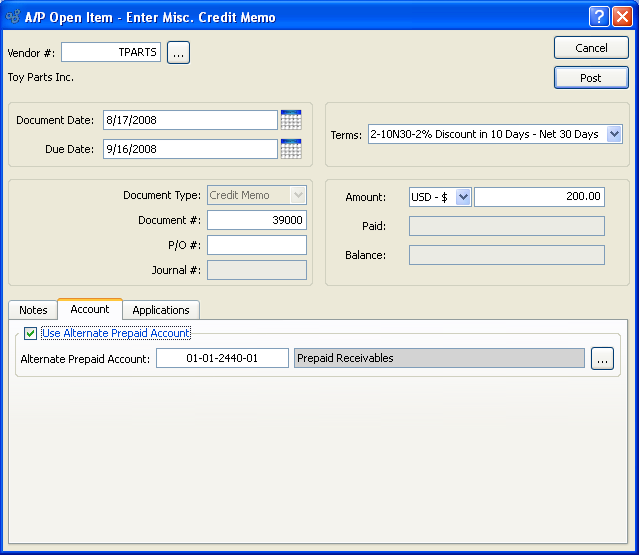 A/P Open Item - Enter Misc. Credit Memo
Vendor #: TPARTS ... Cancel
Toy Parts Inc. Post
Document Date: 8/17/2008
Due Date: 9/16/2008
Terms: 2-10N30-2% Discount in 10 Days - Net 30 Days
Document Type: Credit Memo
Document #: 39000
P/O #:
Journal #:
Amount: USD - $ 200.00
Paid:
Balance:
Notes Account Applications
Use Alternate Prepaid Account
Alternate Prepaid Account: 01-01-2440-01 Prepaid Receivables ...